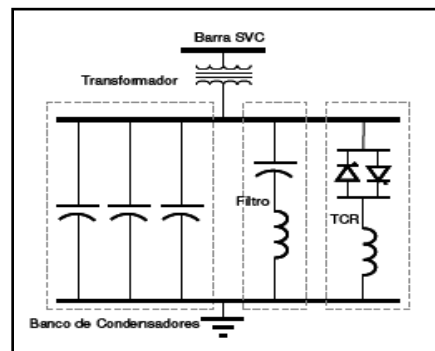 Barra SVC
Transformador
Filtro
TCR
Banco de Condensadores